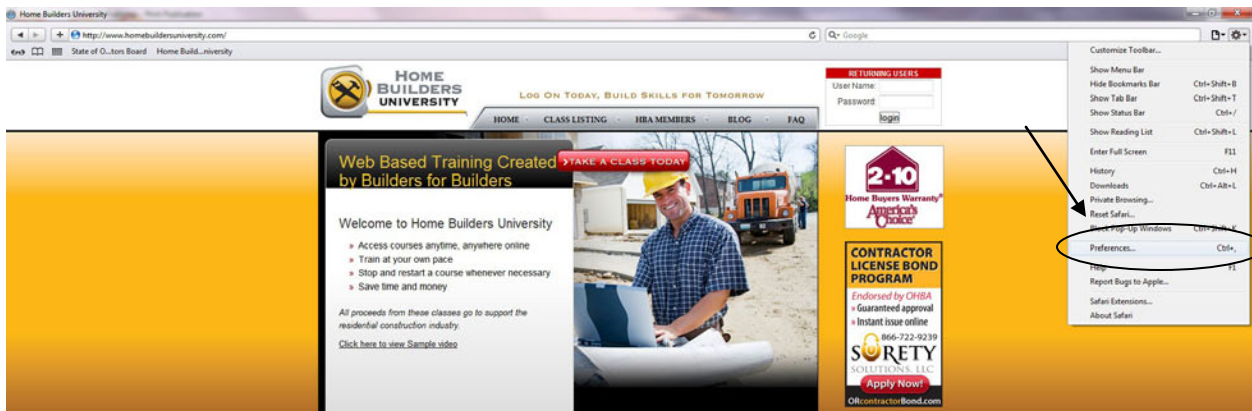 Home Builders University
http://www.homebuildersuniversity.com/
Google
State of O...tors Board Home Build...niversity
HOME
BUILDERS
UNIVERSITY
LOG ON TODAY, BUILD SKILLS FOR TOMORROW
HOME CLASS LISTING HBA MEMBERS BLOG FAQ
RETURNING USERS
User Name:
Password:
login
Web Based Training Created
by Builders for Builders
TAKE A CLASS TODAY
Welcome to Home Builders University
» Access courses anytime, anywhere online
» Train at your own pace
» Stop and restart a course whenever necessary
» Save time and money
All proceeds from these classes go to support the
residential construction industry.
Click here to view Sample video
2-10
Home Buyers Warranty®
America's
Choice
CONTRACTOR
LICENSE BOND
PROGRAM
Endorsed by OHBA
» Guaranteed approval
» Instant issue online
866-722-9239
SURETY
SOLUTIONS, LLC
Apply Now!
ORcontractorBond.com
Customize Toolbar...
Show Menu Bar
Hide Bookmarks Bar Ctrl+Shift+B
Show Tab Bar Ctrl+Shift+T
Show Status Bar Ctrl+/
Show Reading List Ctrl+Shift+L
Enter Full Screen F11
History Ctrl+H
Downloads Ctrl+Alt+L
Private Browsing...
Reset Safari...
Block Pop-Up Windows Ctrl+Shift+K
Preferences... Ctrl+,
Help F1
Report Bugs to Apple...
Safari Extensions...
About Safari